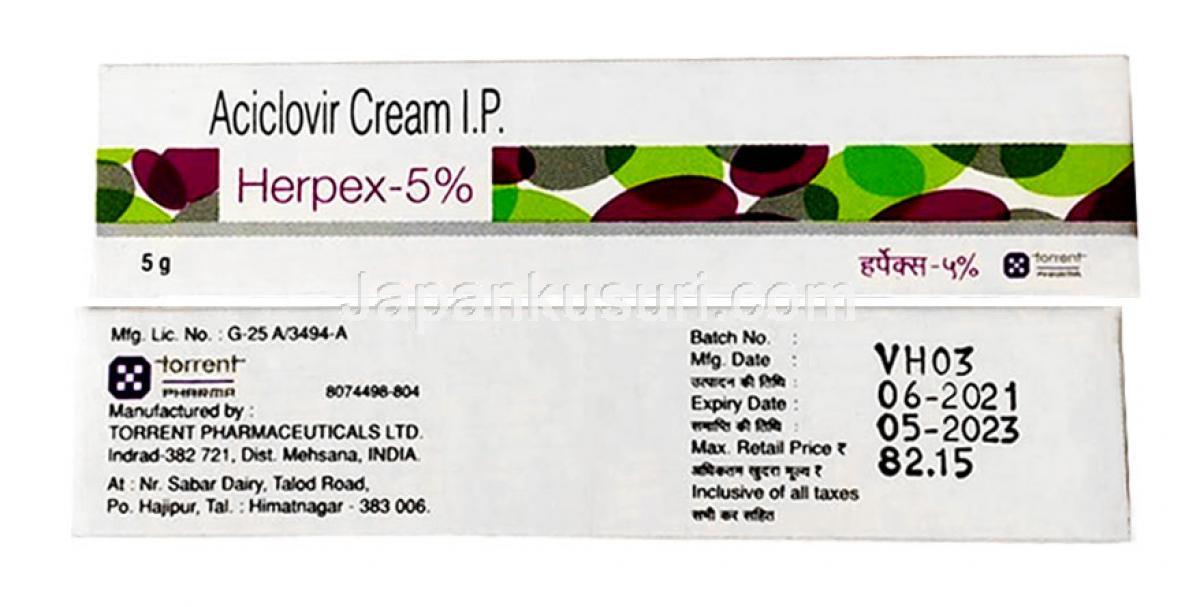 Aciclovir Cream I.P.
Herpex-5%
5 g
हर्पेक्स-५%
torrent
PHARMA
Japankusuri.com
Mfg. Lic. No. : G-25 A/3494-A
torrent
PHARMA
8074498-804
Manufactured by :
TORRENT PHARMACEUTICALS LTD.
Indrad-382 721, Dist. Mehsana, INDIA.
At : Nr. Sabar Dairy, Talod Road,
Po. Hajipur, Tal. : Himatnagar - 383 006.
Batch No. : VH03
Mfg. Date :
उत्पादन की तिथि : 06-2021
Expiry Date :
समाप्ति की तिथि : 05-2023
Max. Retail Price ₹ 82.15
अधिकतम खुदरा मूल्य ₹
Inclusive of all taxes
सभी कर सहित